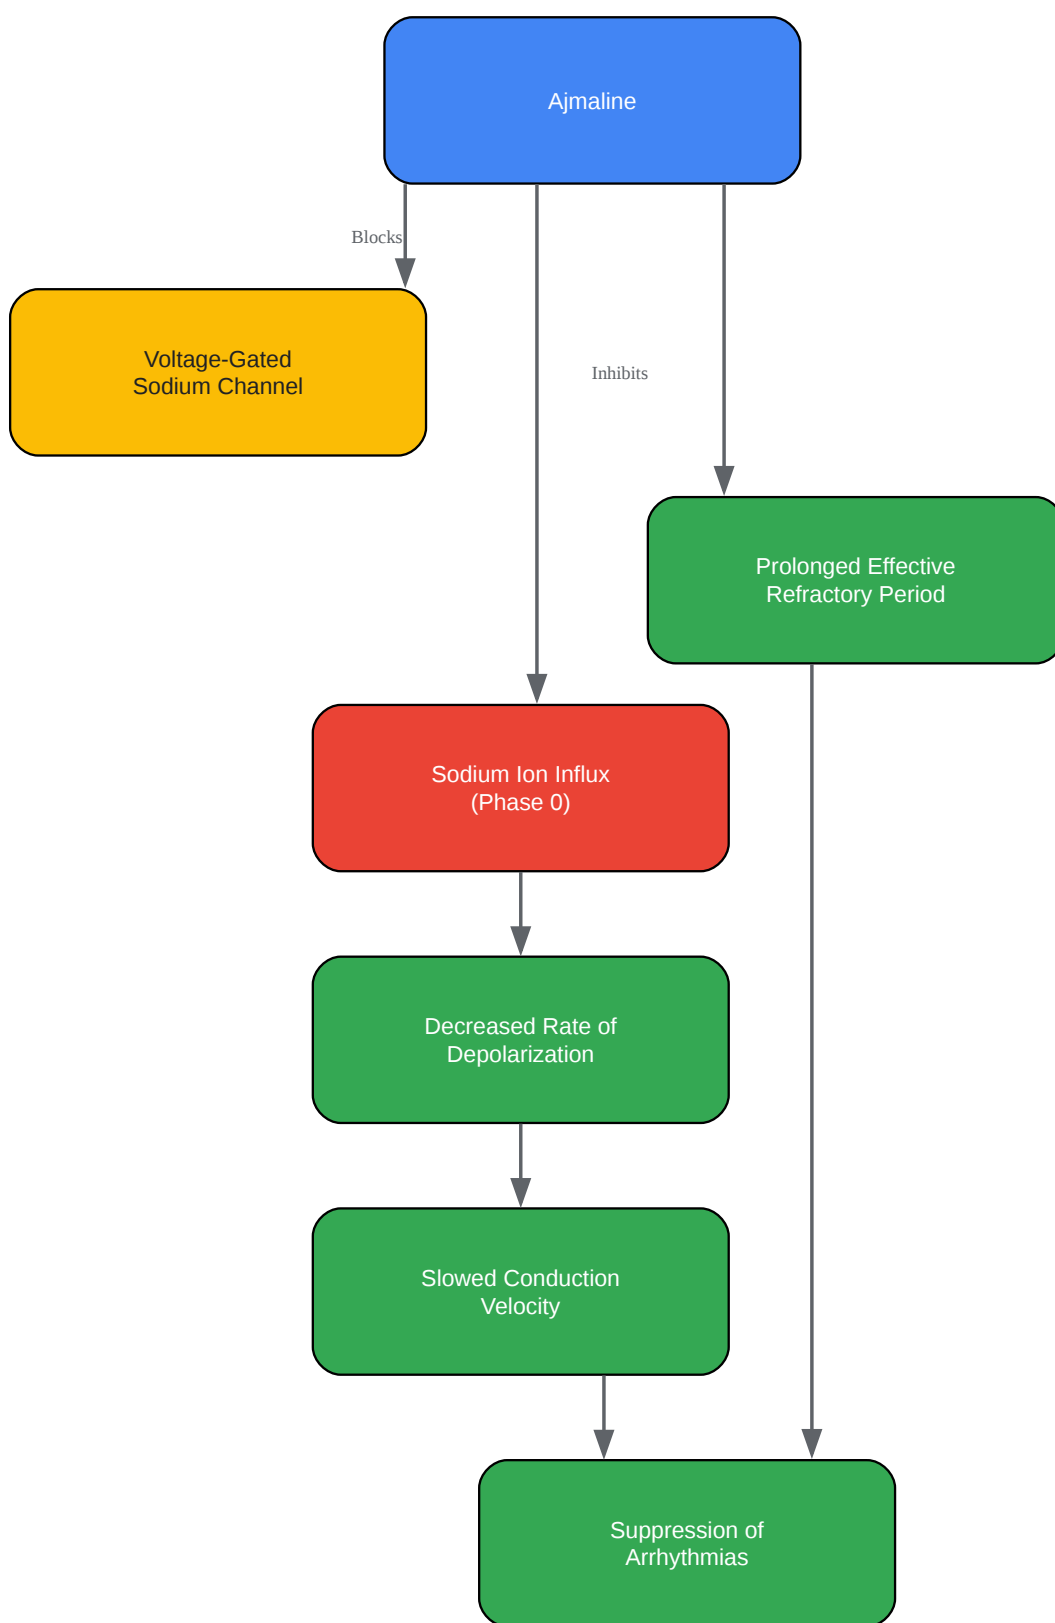 Ajmaline
Blocks
Voltage-Gated
Sodium Channel
Inhibits
Prolonged Effective
Refractory Period
Sodium Ion Influx
(Phase 0)
Decreased Rate of
Depolarization
Slowed Conduction
Velocity
Suppression of
Arrhythmias